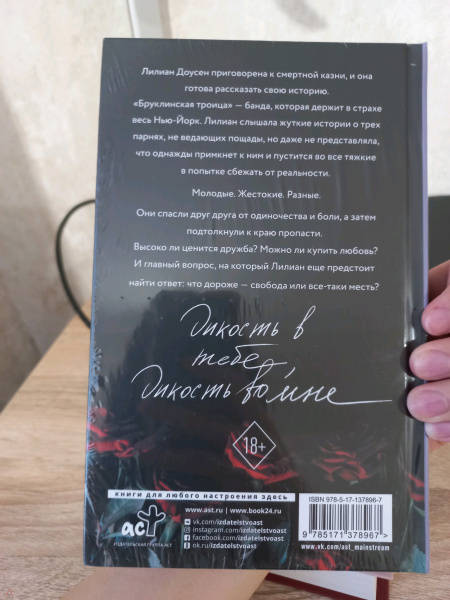 Лилиан Доусен приговорена к смертной казни, и она
готова рассказать свою историю.
«Бруклинская троица» — банда, которая держит в страхе
весь Нью-Йорк. Лилиан слышала жуткие истории о трех
парнях, не ведающих пощады, но даже не представляла,
что однажды примкнет к ним и пустится во все тяжкие
в попытке сбежать от реальности.
Молодые. Жестокие. Разные.
Они спасли друг друга от одиночества и боли, а затем
подтолкнули к краю пропасти.
Высоко ли ценится дружба? Можно ли купить любовь?
И главный вопрос, на который Лилиан еще предстоит
найти ответ: что дороже — свобода или все-таки месть?
Дикость в
тебе,
Дикость во мне
18+
книги для любого настроения здесь
www.ast.ru | www.book24.ru
vk.com/izdatelstvoast
instagram.com/izdatelstvoast
facebook.com/izdatelstvoast
ok.ru/izdatelstvoast
аст
ИЗДАТЕЛЬСКАЯ ГРУППА АСТ
ISBN 978-5-17-137896-7
9 785171 378967 >
www.vk.com/ast_mainstream